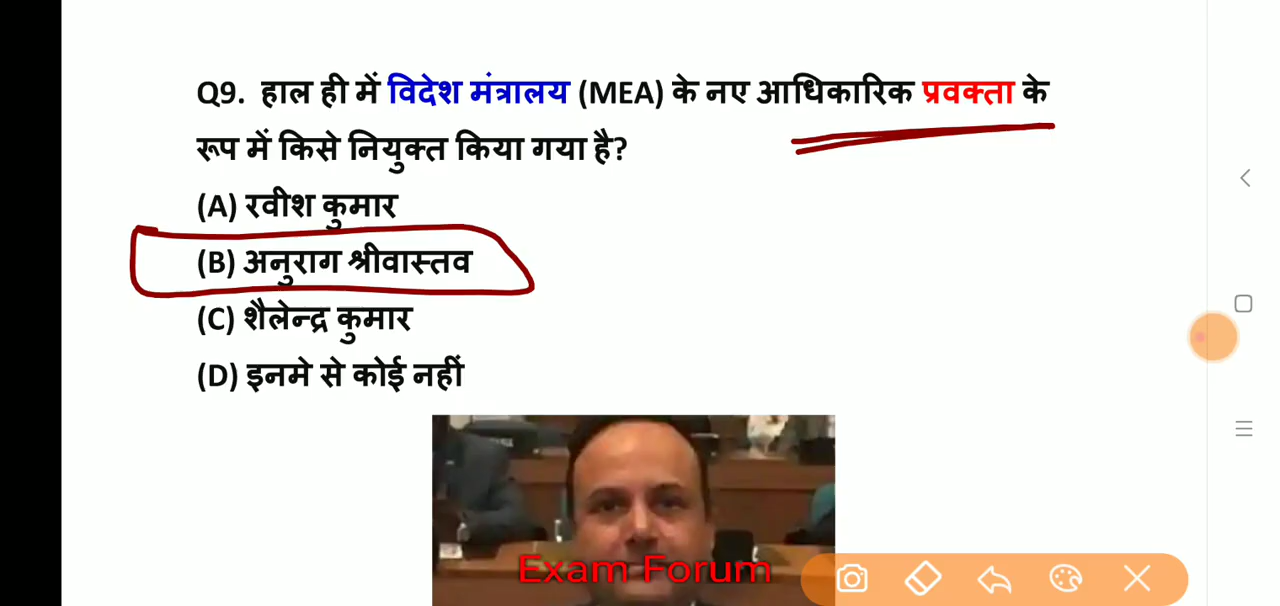 Q9. हाल ही में विदेश मंत्रालय (MEA) के नए आधिकारिक प्रवक्ता के
रूप में किसे नियुक्त किया गया है?
(A) रवीश कुमार
(B) अनुराग श्रीवास्तव
(C) शैलेन्द्र कुमार
(D) इनमे से कोई नहीं
Exam Forum